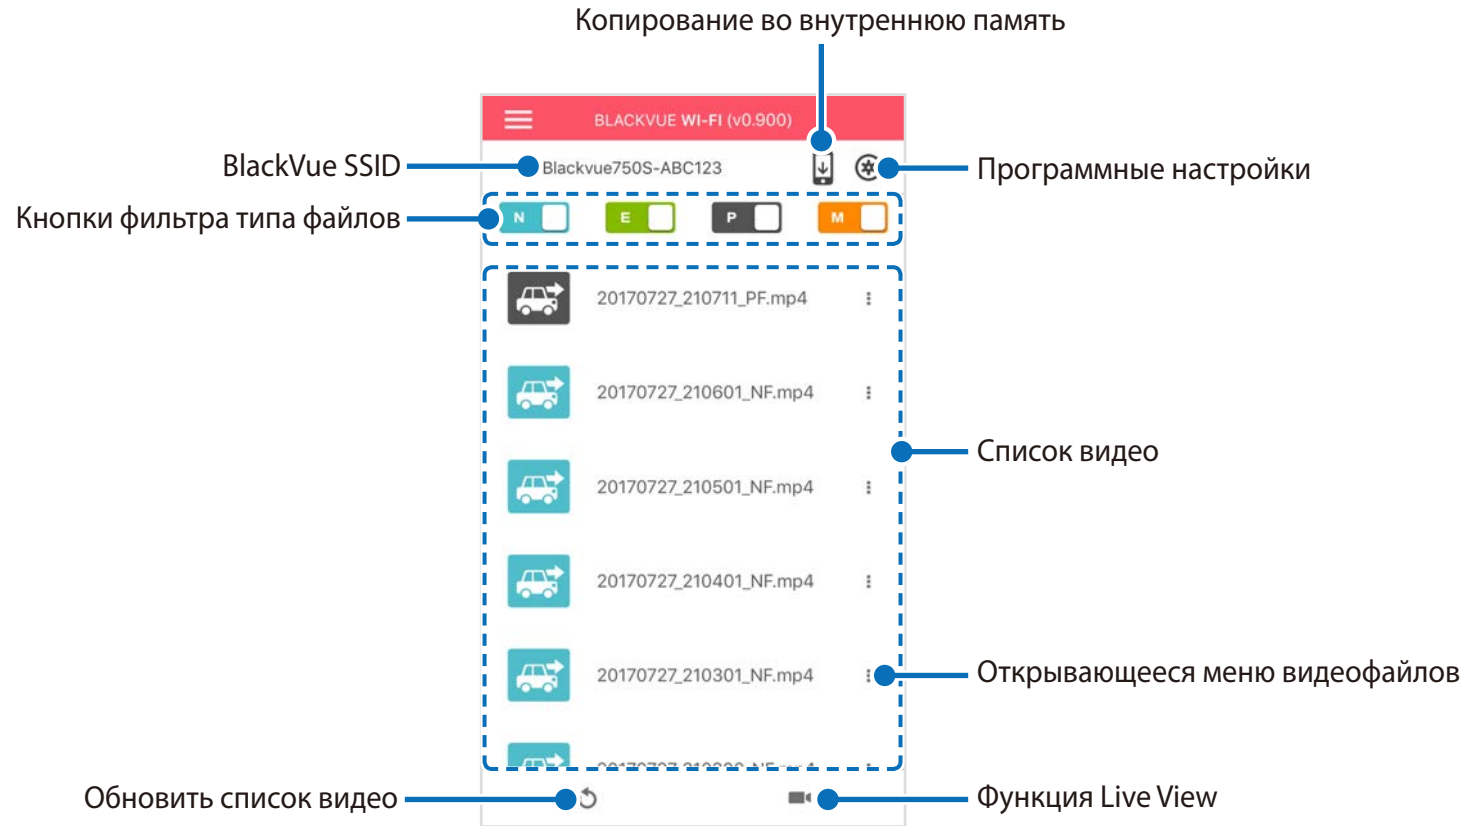 Копирование во внутреннюю память
BLACKVUE WI-FI (v0.900)
BlackVue SSID
Blackvue750S-ABC123
Программные настройки
Кнопки фильтра типа файлов
N E P M
20170727_210711_PF.mp4
20170727_210601_NF.mp4
20170727_210501_NF.mp4
Список видео
20170727_210401_NF.mp4
20170727_210301_NF.mp4
Открывающееся меню видеофайлов
Обновить список видео
Функция Live View